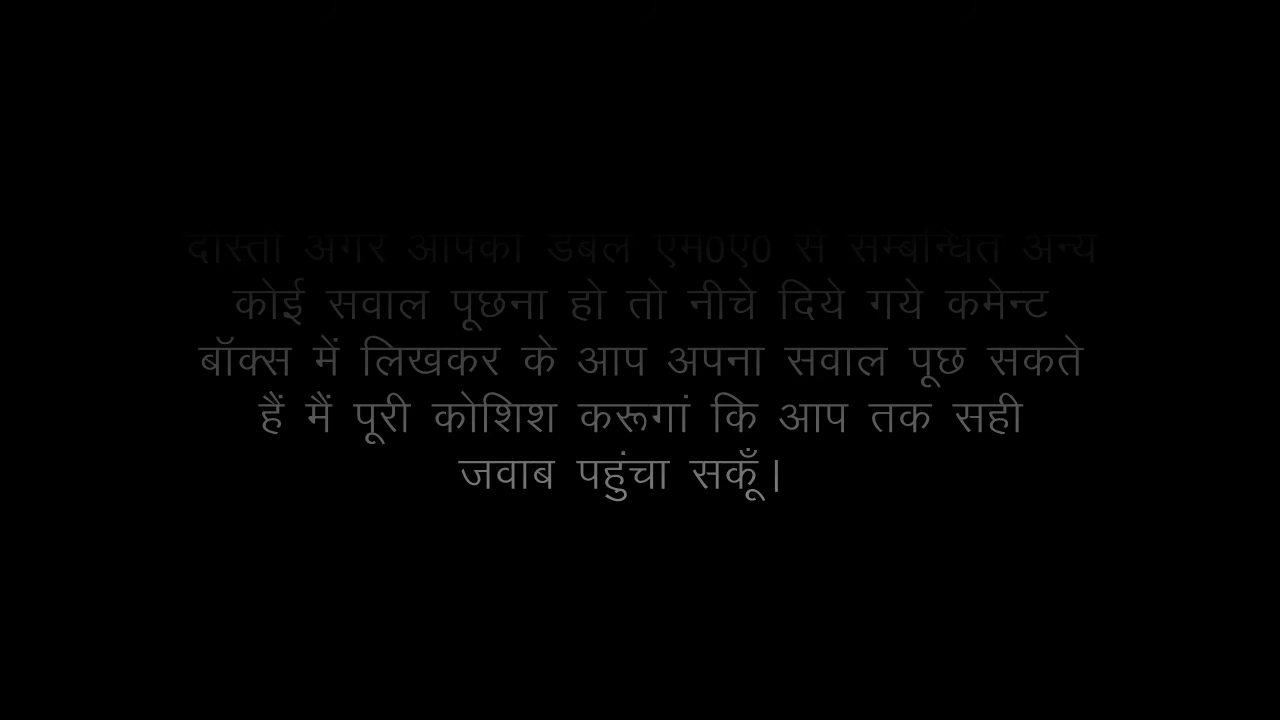 दोस्तों अगर आपको डबल एम0ए0 से सम्बन्धित अन्य
कोई सवाल पूछना हो तो नीचे दिये गये कमेन्ट
बॉक्स में लिखकर के आप अपना सवाल पूछ सकते
हैं मैं पूरी कोशिश करूगां कि आप तक सही
जवाब पहुंचा सकूँ।